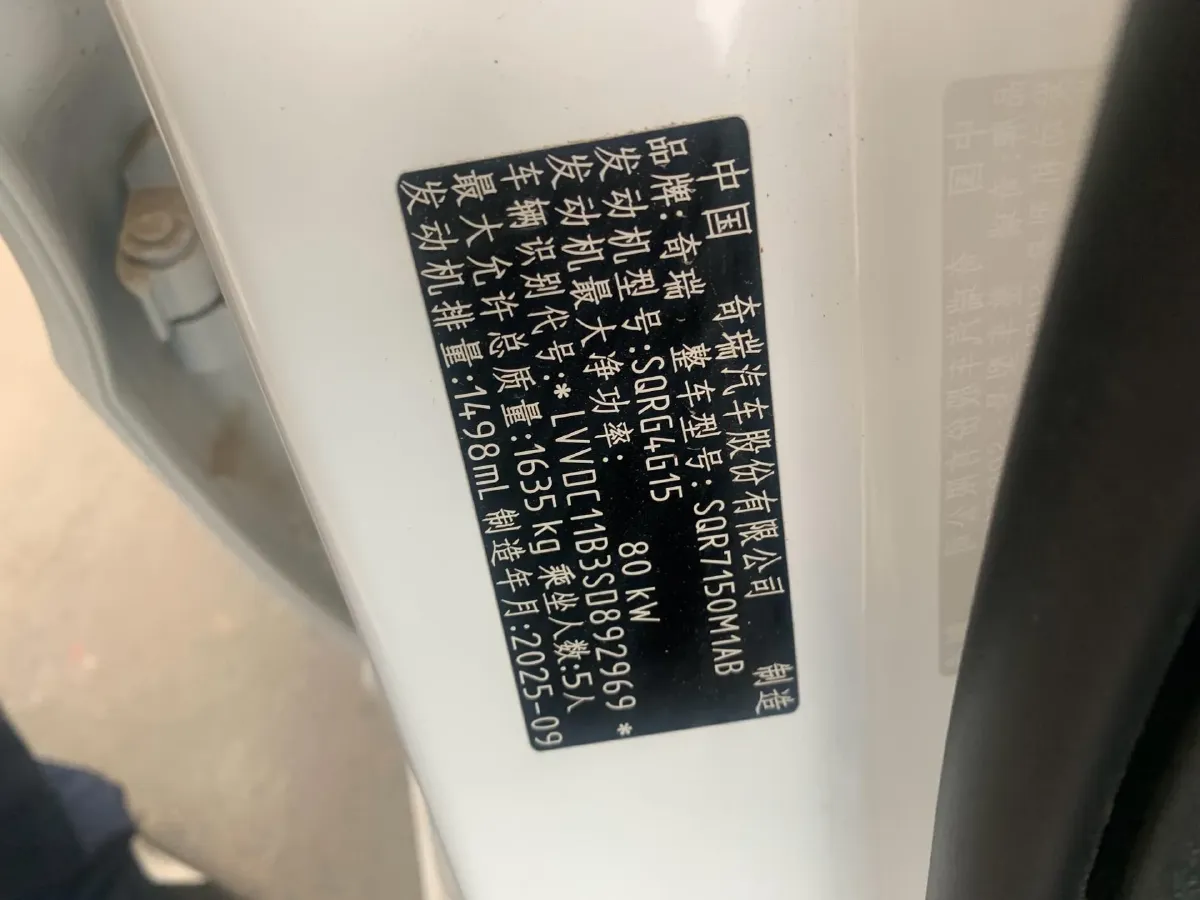 中国 奇瑞汽车股份有限公司 制造
品牌:奇瑞 整车型号:SQR7150M1AB
发动机型号:SQRG4G15
发动机最大净功率: 80 kW
车辆识别代号:*LVVDC11B3SD892969*
最大允许总质量:1635kg 乘坐人数:5人
发动机排量:1498mL 制造年月:2025-09